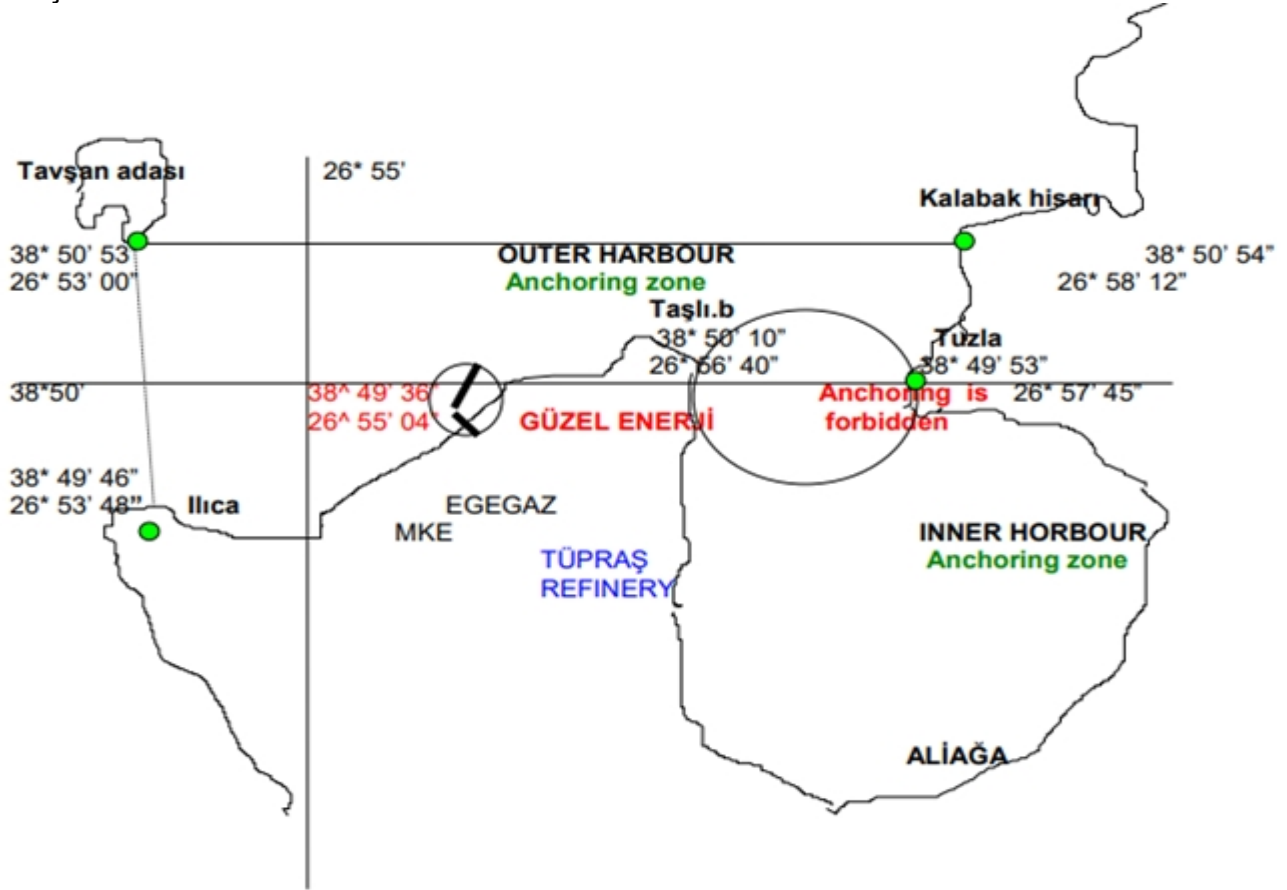 Tavşan adası
26* 55'
Kalabak hisarı
38* 50' 53"
26* 53' 00"
OUTER HARBOUR
Anchoring zone
38* 50' 54"
26* 58' 12"
Taşlı.b
38* 50' 10"
26* 56' 40"
Tuzla
38* 49' 53"
26* 57' 45"
38*50'
38^ 49' 36"
26^ 55' 04"
GÜZEL ENERJİ
Anchoring is
forbidden
38* 49' 46"
26* 53' 48"
Ilıca
EGEGAZ
MKE
TÜPRAŞ
REFINERY
INNER HORBOUR
Anchoring zone
ALİAĞA